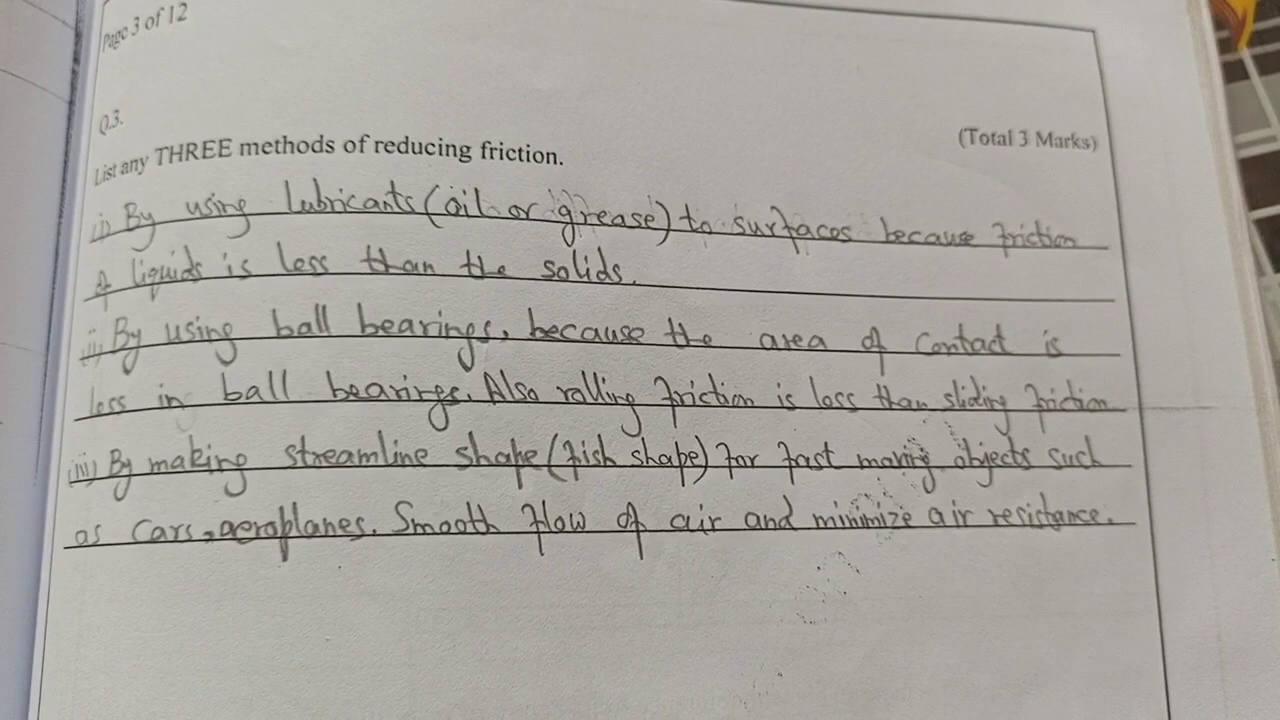 Page 3 of 12
Q.3.
(Total 3 Marks)
List any THREE methods of reducing friction.
i) By using lubricants (oil or grease) to surfaces because friction
of liquids is less than the solids.
ii) By using ball bearings, because the area of contact is
less in ball bearings. Also rolling friction is less than sliding friction
iii) By making streamline shape (fish shape) for fast moving objects such
as cars, aeroplanes. Smooth flow of air and minimize air resistance.